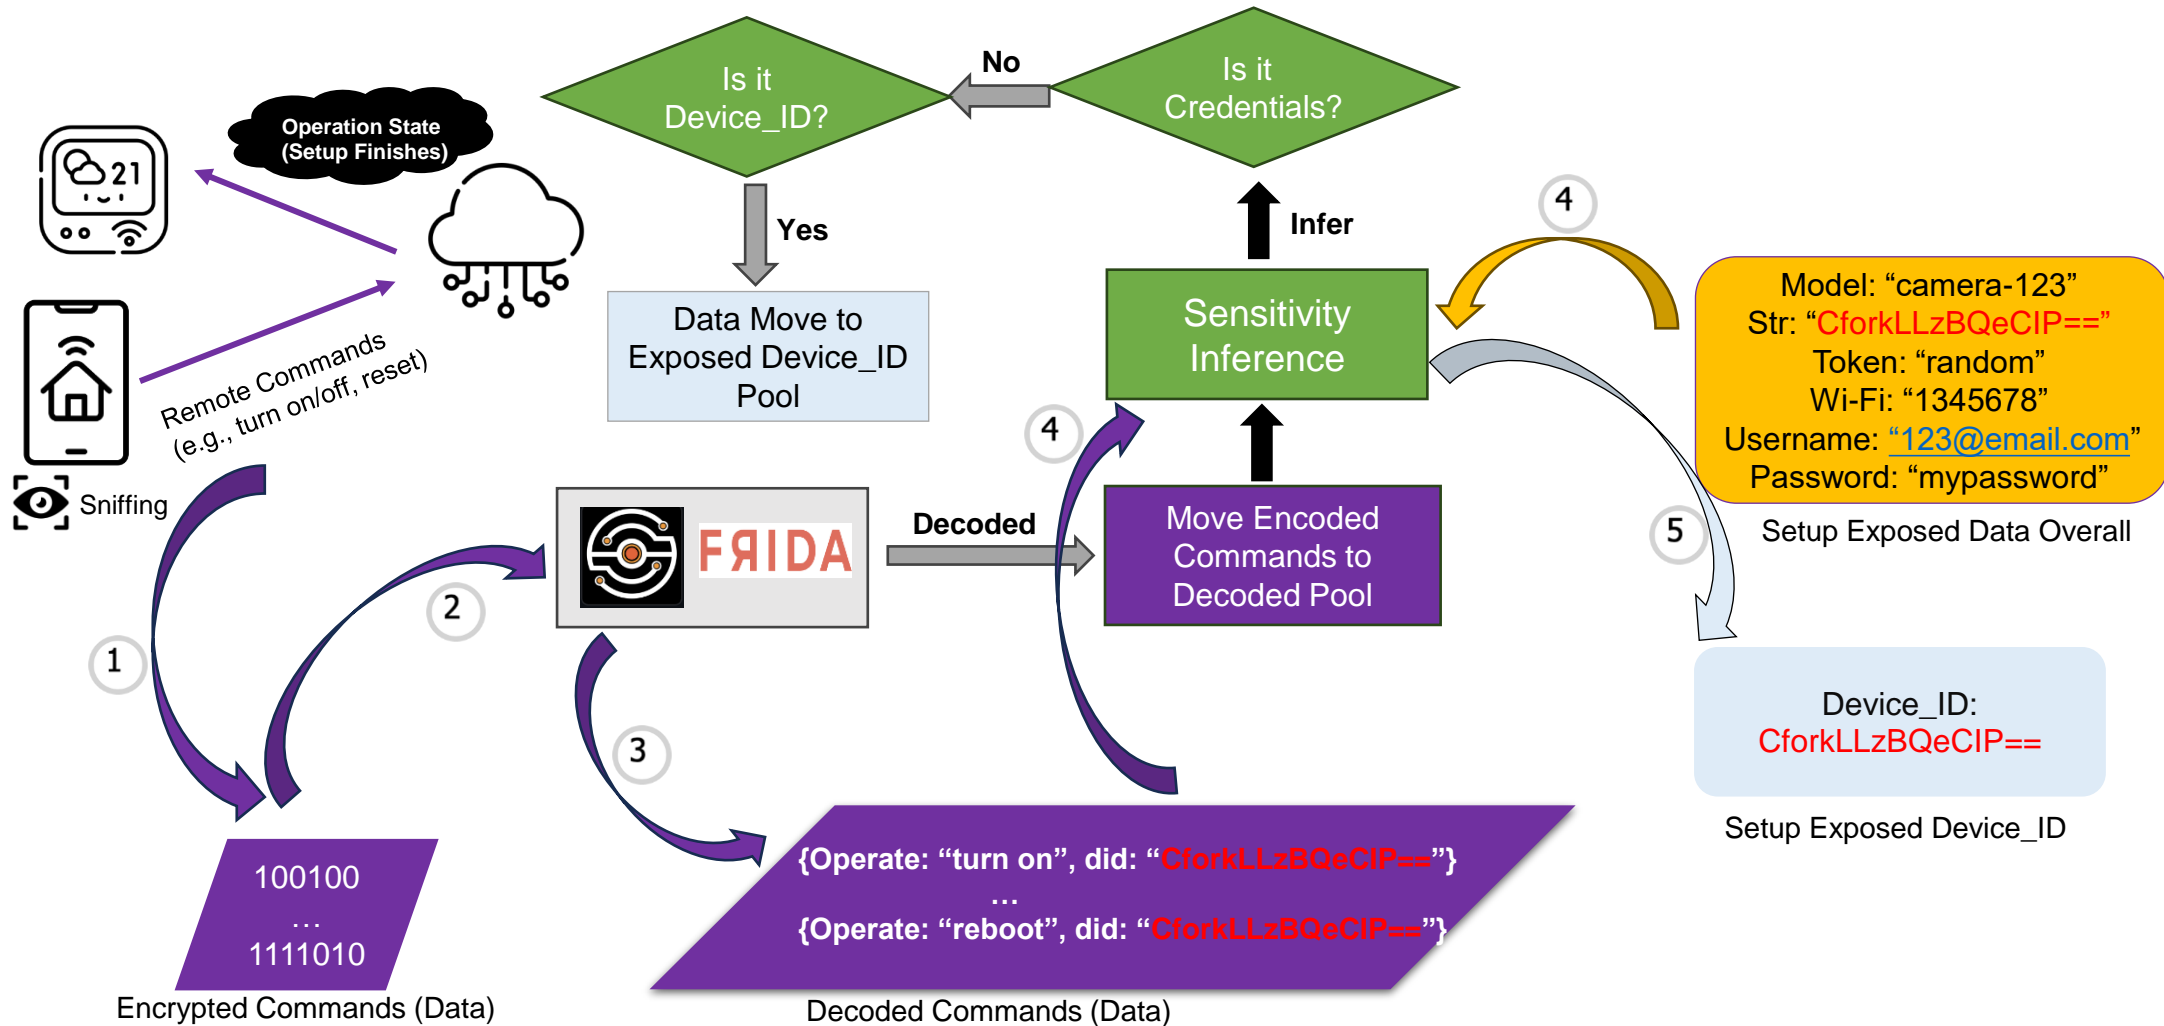 Is it
Device_ID?
No
Is it
Credentials?
Operation State
(Setup Finishes)
21
Yes
Infer
4
Data Move to
Exposed Device_ID
Pool
Sensitivity
Inference
Model: “camera-123”
Str: “CforkLLzBQeCIP==”
Token: “random”
Wi-Fi: “1345678”
Username: “123@email.com”
Password: “mypassword”
Setup Exposed Data Overall
Remote Commands
(e.g., turn on/off, reset)
Sniffing
4
FЯIDA
Decoded
Move Encoded
Commands to
Decoded Pool
5
2
1
3
Device_ID:
CforkLLzBQeCIP==
Setup Exposed Device_ID
100100
…
1111010
Encrypted Commands (Data)
{Operate: “turn on”, did: “CforkLLzBQeCIP==”}
…
{Operate: “reboot”, did: “CforkLLzBQeCIP==”}
Decoded Commands (Data)